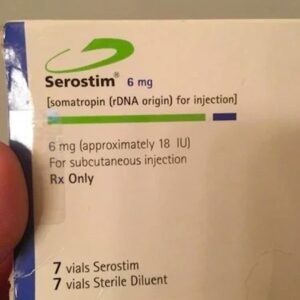 Serostim® 6 mg
[somatropin (rDNA origin) for injection]
6 mg (approximately 18 IU)
For subcutaneous injection
Rx Only
7 vials Serostim
7 vials Sterile Diluent